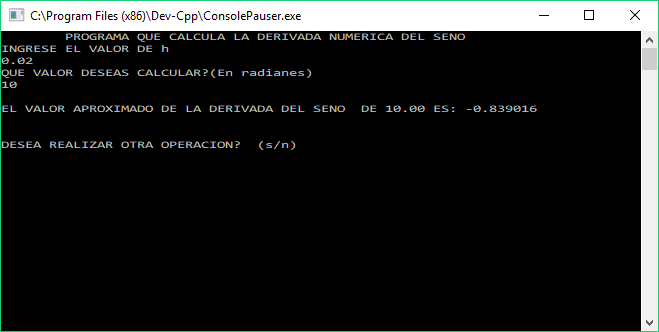 C:\Program Files (x86)\Dev-Cpp\ConsolePauser.exe
PROGRAMA QUE CALCULA LA DERIVADA NUMERICA DEL SENO
INGRESE EL VALOR DE h
0.02
QUE VALOR DESEAS CALCULAR?(En radianes)
10
EL VALOR APROXIMADO DE LA DERIVADA DEL SENO  DE 10.00 ES: -0.839016
DESEA REALIZAR OTRA OPERACION?  (s/n)